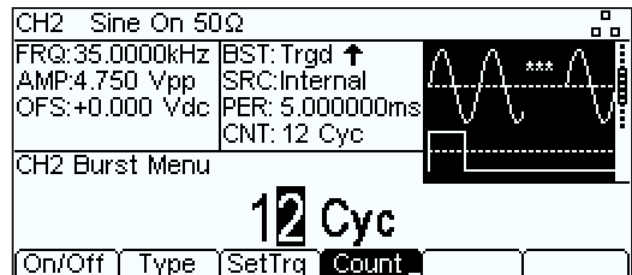 CH2 Sine On 50Ω
FRQ:35.0000kHz
AMP:4.750 Vpp
OFS:+0.000 Vdc
BST: Trgd ↑
SRC:Internal
PER: 5.000000ms
CNT: 12 Cyc
***
CH2 Burst Menu
12 Cyc
On/Off Type SetTrg Count